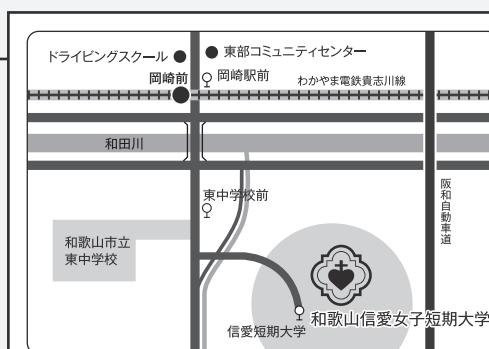 ドライビングスクール
東部コミュニティセンター
岡崎前
岡崎駅前
わかやま電鉄貴志川線
和田川
阪和自動車道
東中学校前
和歌山市立
東中学校
和歌山信愛女子短期大学
信愛短期大学